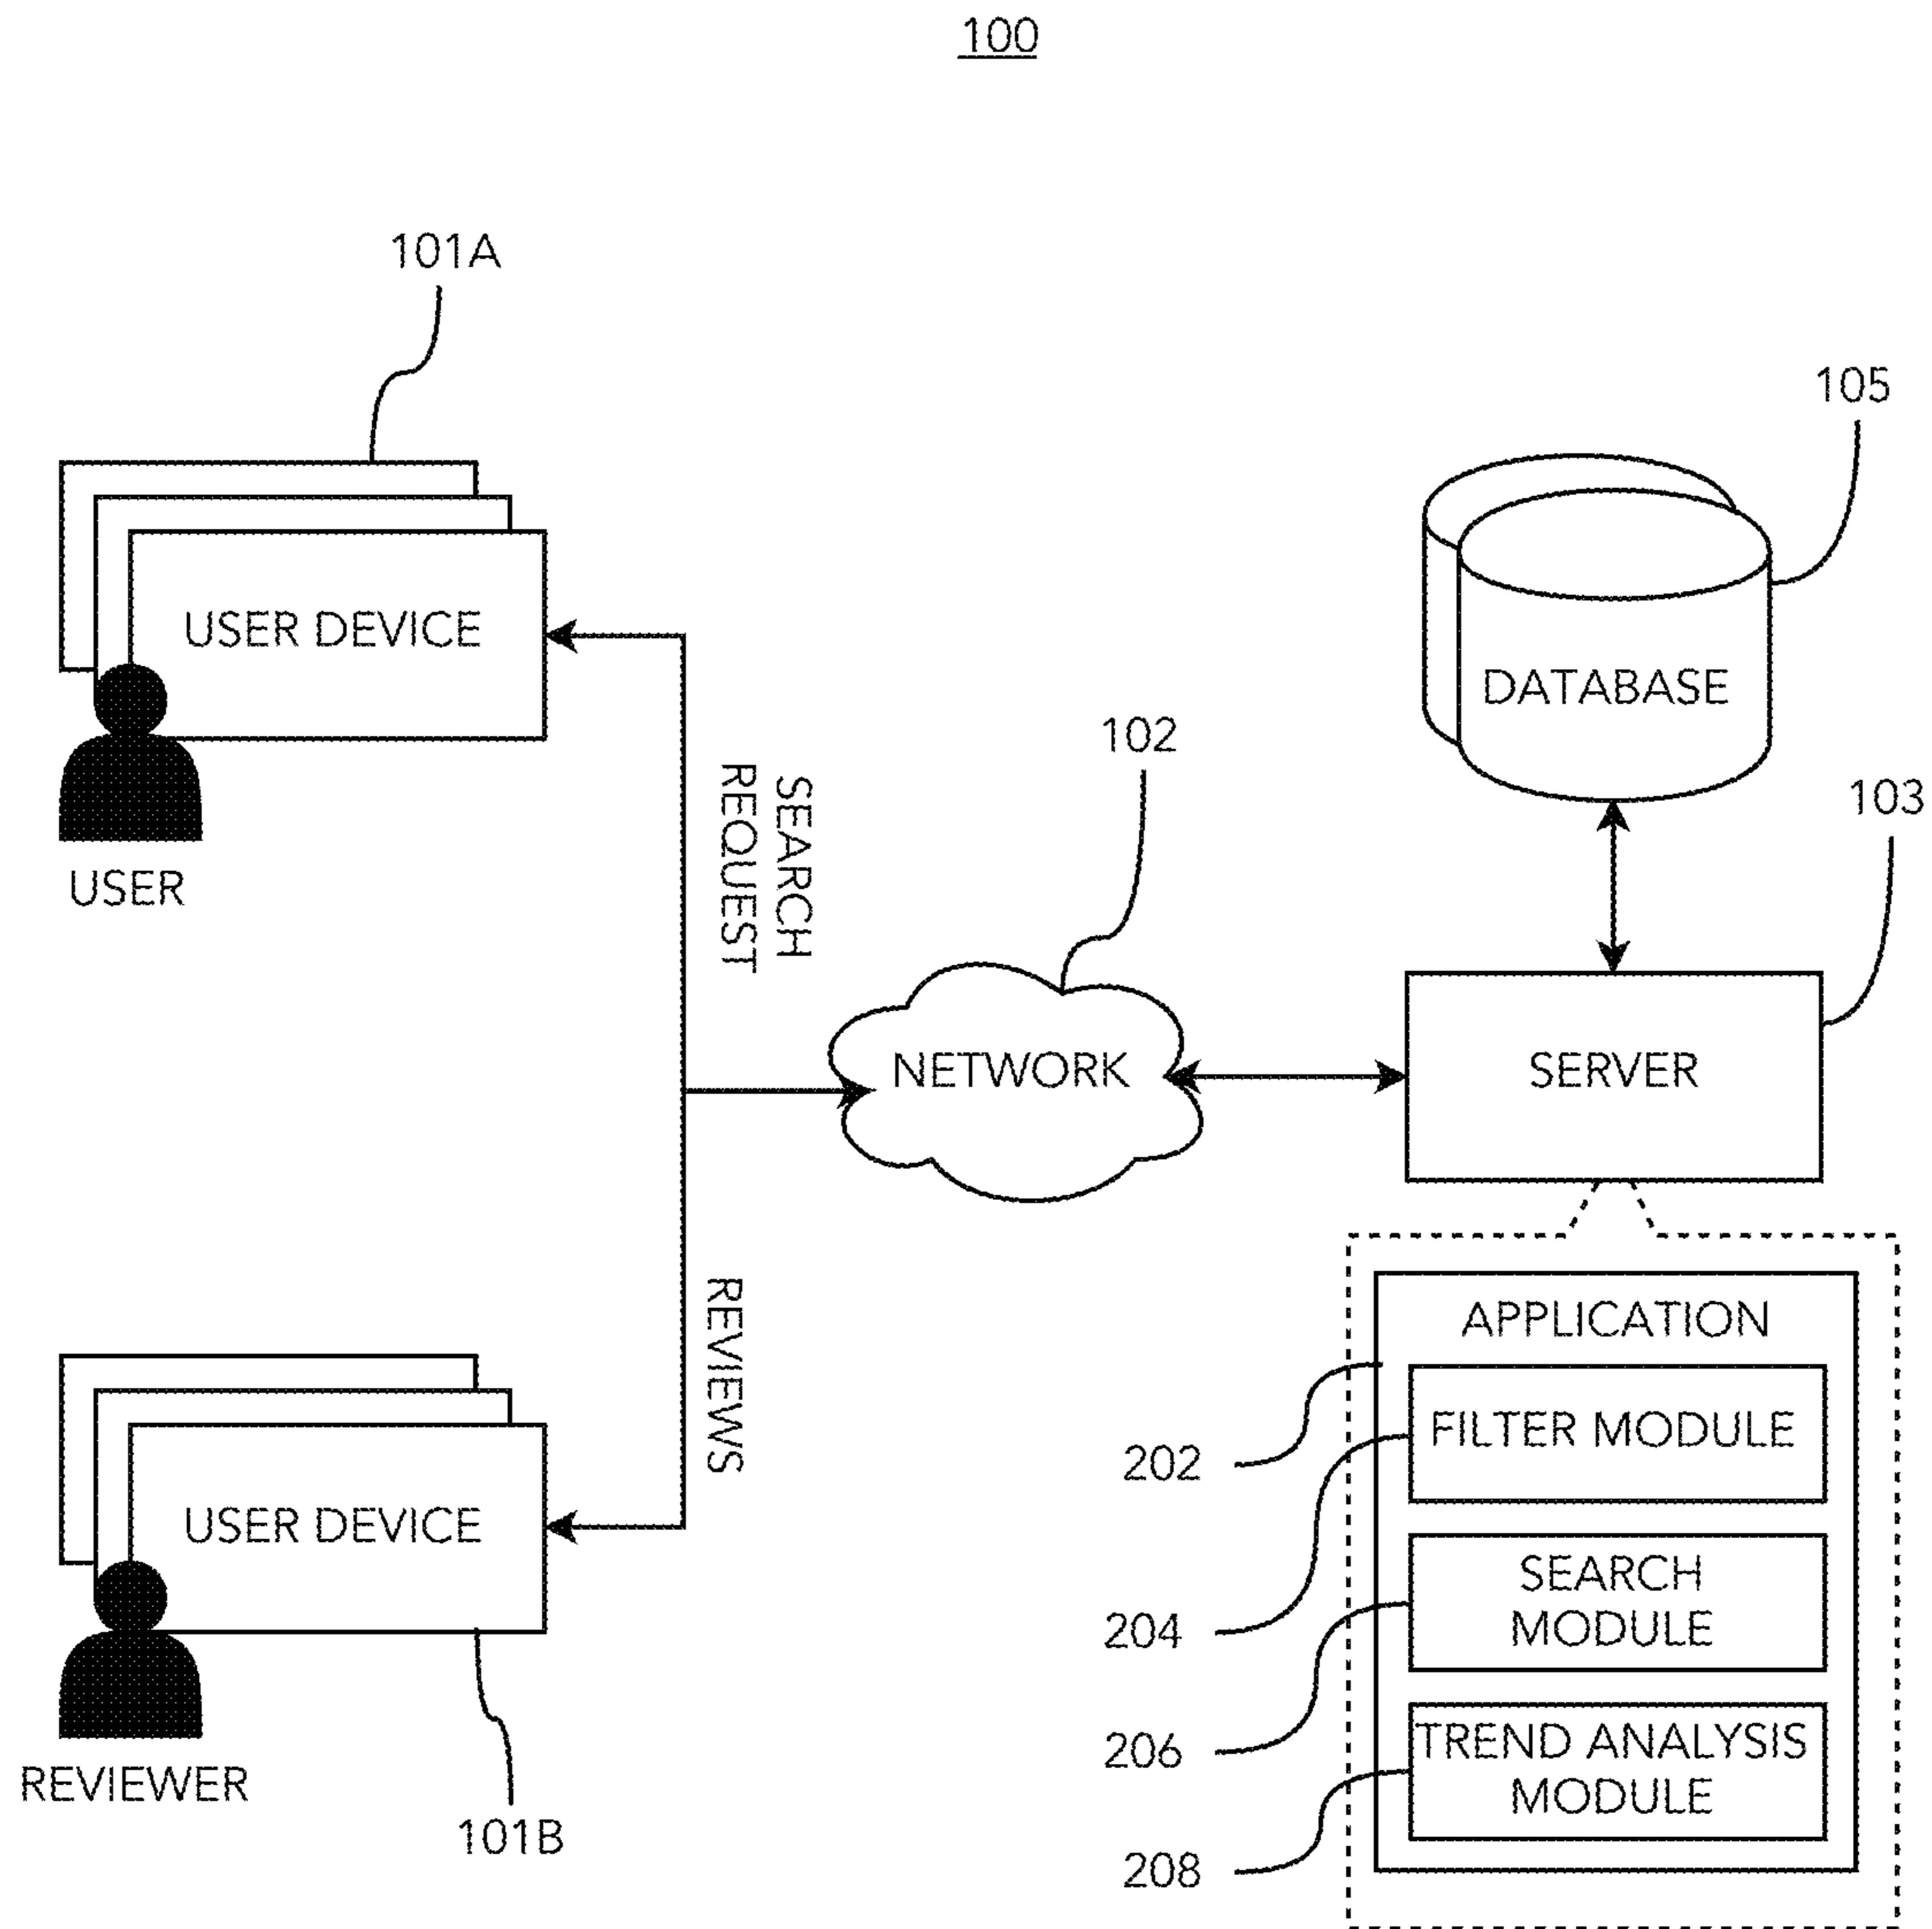 100
101A
105
USER DEVICE
DATABASE
102
SEARCH
REQUEST
103
USER
NETWORK
SERVER
REVIEWS
APPLICATION
FILTER MODULE
202
USER DEVICE
SEARCH
MODULE
204
TREND ANALYSIS
MODULE
206
REVIEWER
101B
208